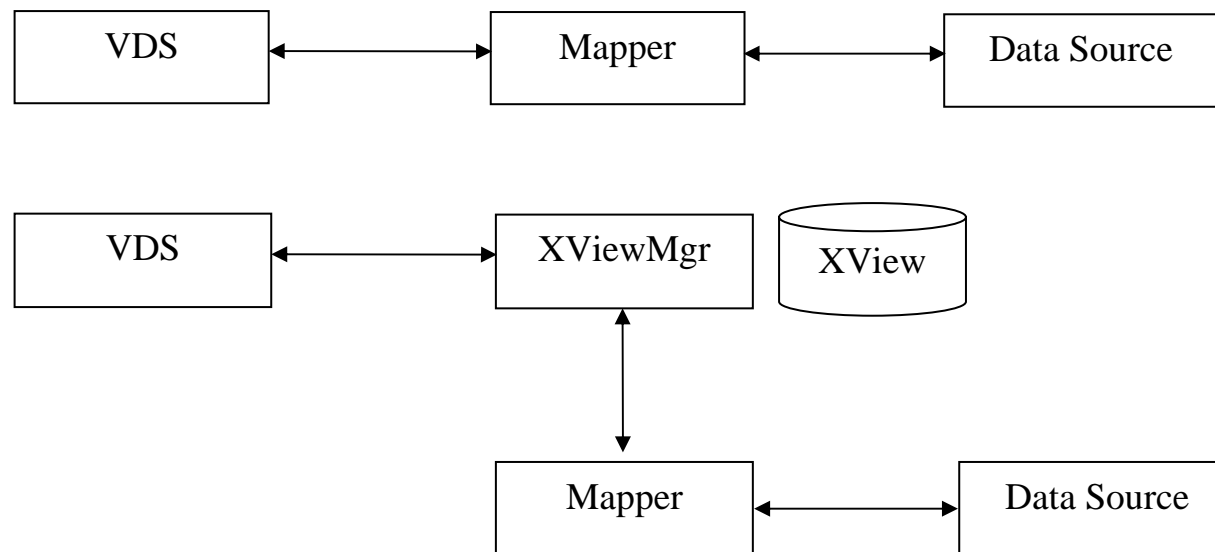 VDS
Mapper
Data Source
VDS
XViewMgr
XView
Mapper
Data Source